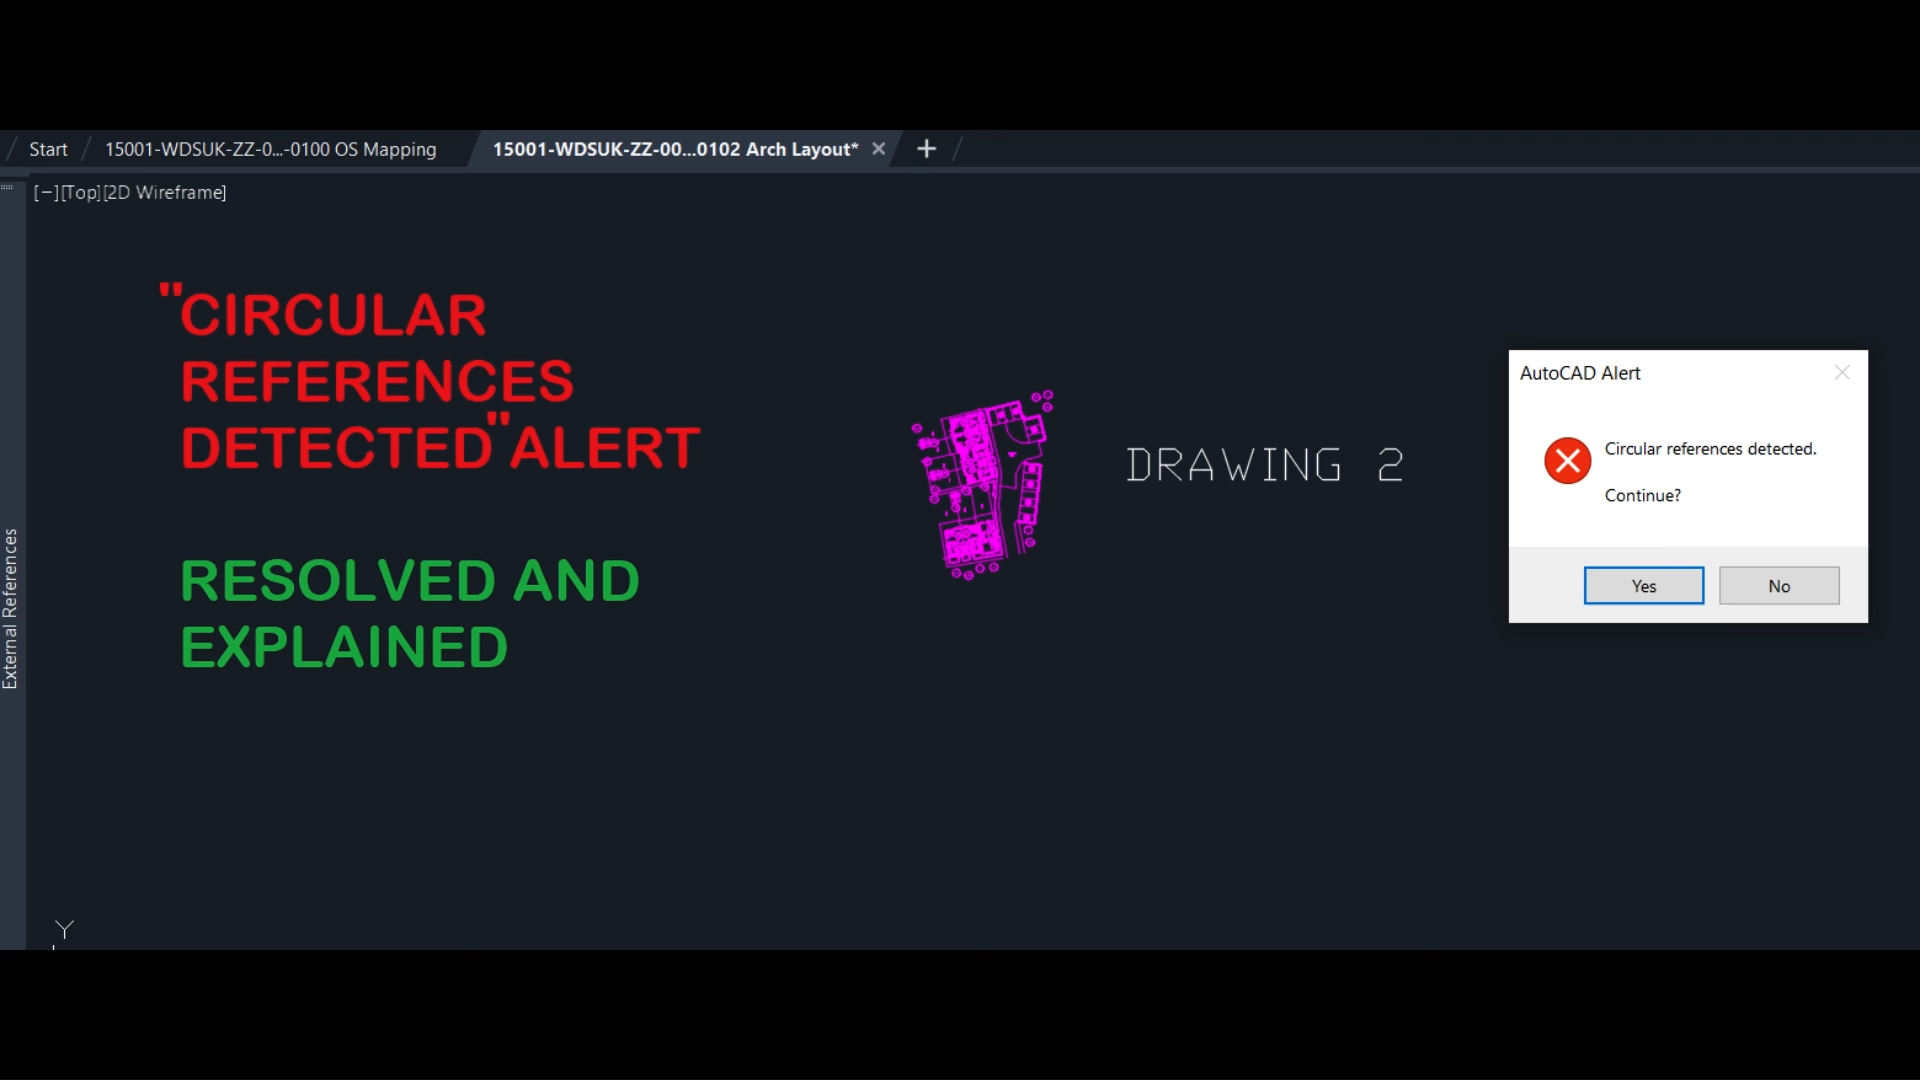 Start
15001-WDSUK-ZZ-0...-0100 OS Mapping
15001-WDSUK-ZZ-00...0102 Arch Layout*
[−][Top][2D Wireframe]
"CIRCULAR
REFERENCES
DETECTED"ALERT
RESOLVED AND
EXPLAINED
DRAWING 2
AutoCAD Alert
Circular references detected.
Continue?
Yes
No
External References
Y